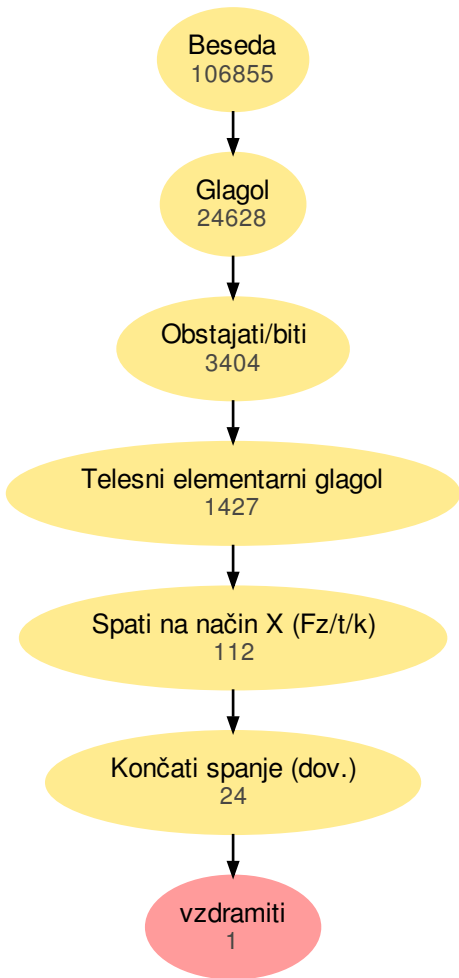 Beseda
106855
Glagol
24628
Obstajati/biti
3404
Telesni elementarni glagol
1427
Spati na način X (Fz/t/k)
112
Končati spanje (dov.)
24
vzdramiti
1